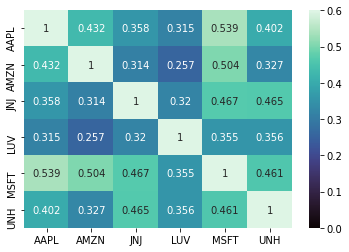 AAPL 1 0.432 0.358 0.315 0.539 0.402
AMZN 0.432 1 0.314 0.257 0.504 0.327
JNJ 0.358 0.314 1 0.32 0.467 0.465
LUV 0.315 0.257 0.32 1 0.355 0.356
MSFT 0.539 0.504 0.467 0.355 1 0.461
UNH 0.402 0.327 0.465 0.356 0.461 1
AAPL AMZN JNJ LUV MSFT UNH
0.6
0.5
0.4
0.3
0.2
0.1
0.0